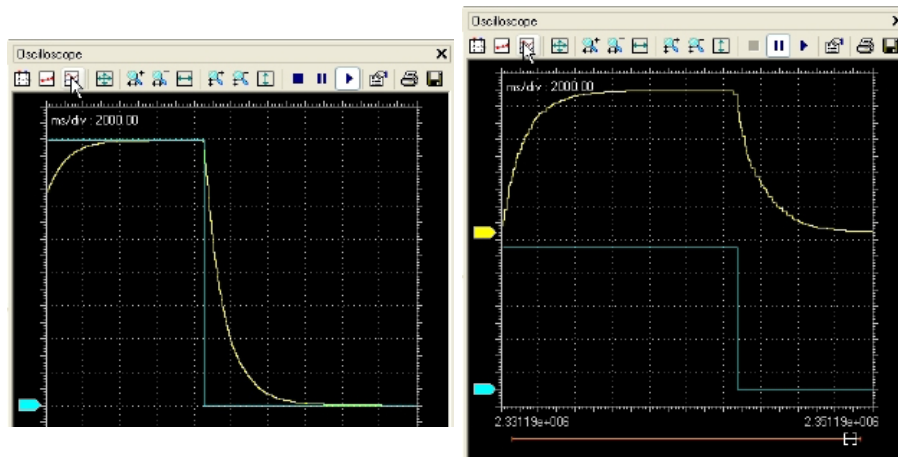 Oscilloscope
ms/div : 2000.00
Oscilloscope
ms/div : 2000.00
2.33119e+006 2.35119e+006